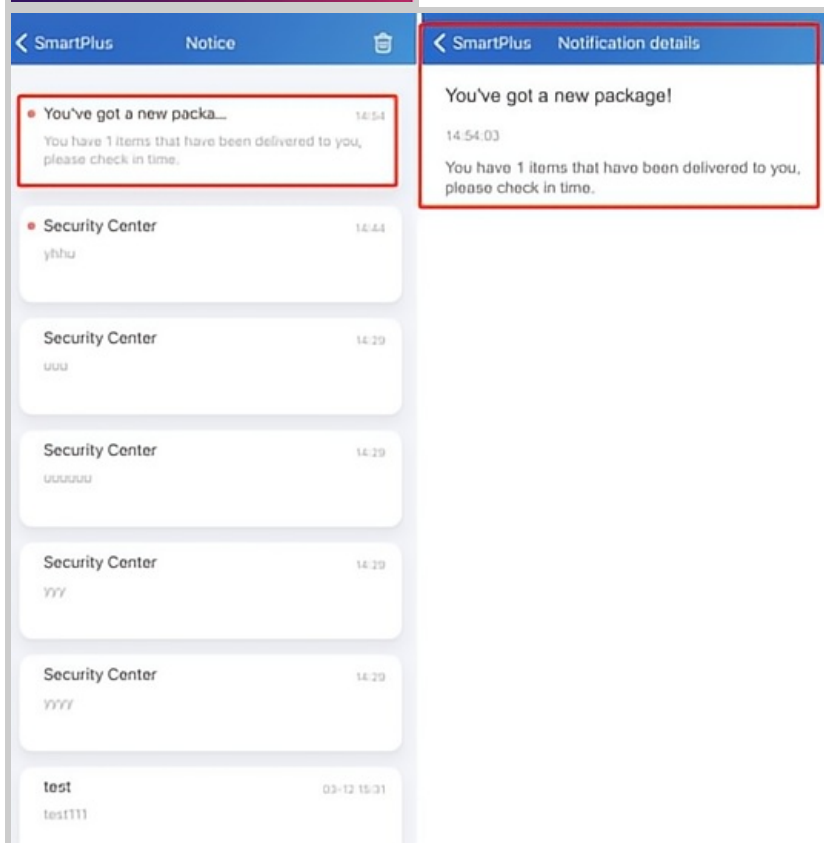 SmartPlus Notice
You've got a new packa...
14:54
You have 1 items that have been delivered to you,
please check in time.
Security Center
14:44
yhhu
Security Center
14:29
uuu
Security Center
14:29
uuuuuu
Security Center
14:29
yyy
Security Center
14:29
yyyy
test
03-12 15:31
test111
SmartPlus Notification details
You've got a new package!
14:54:03
You have 1 items that have been delivered to you,
please check in time.